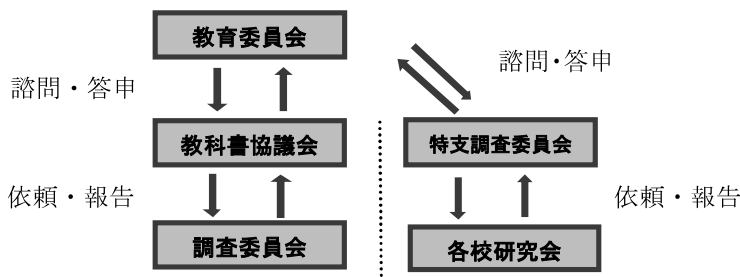 教育委員会
諮問・答申
諮問・答申
教科書協議会
特支調査委員会
依頼・報告
依頼・報告
調査委員会
各校研究会